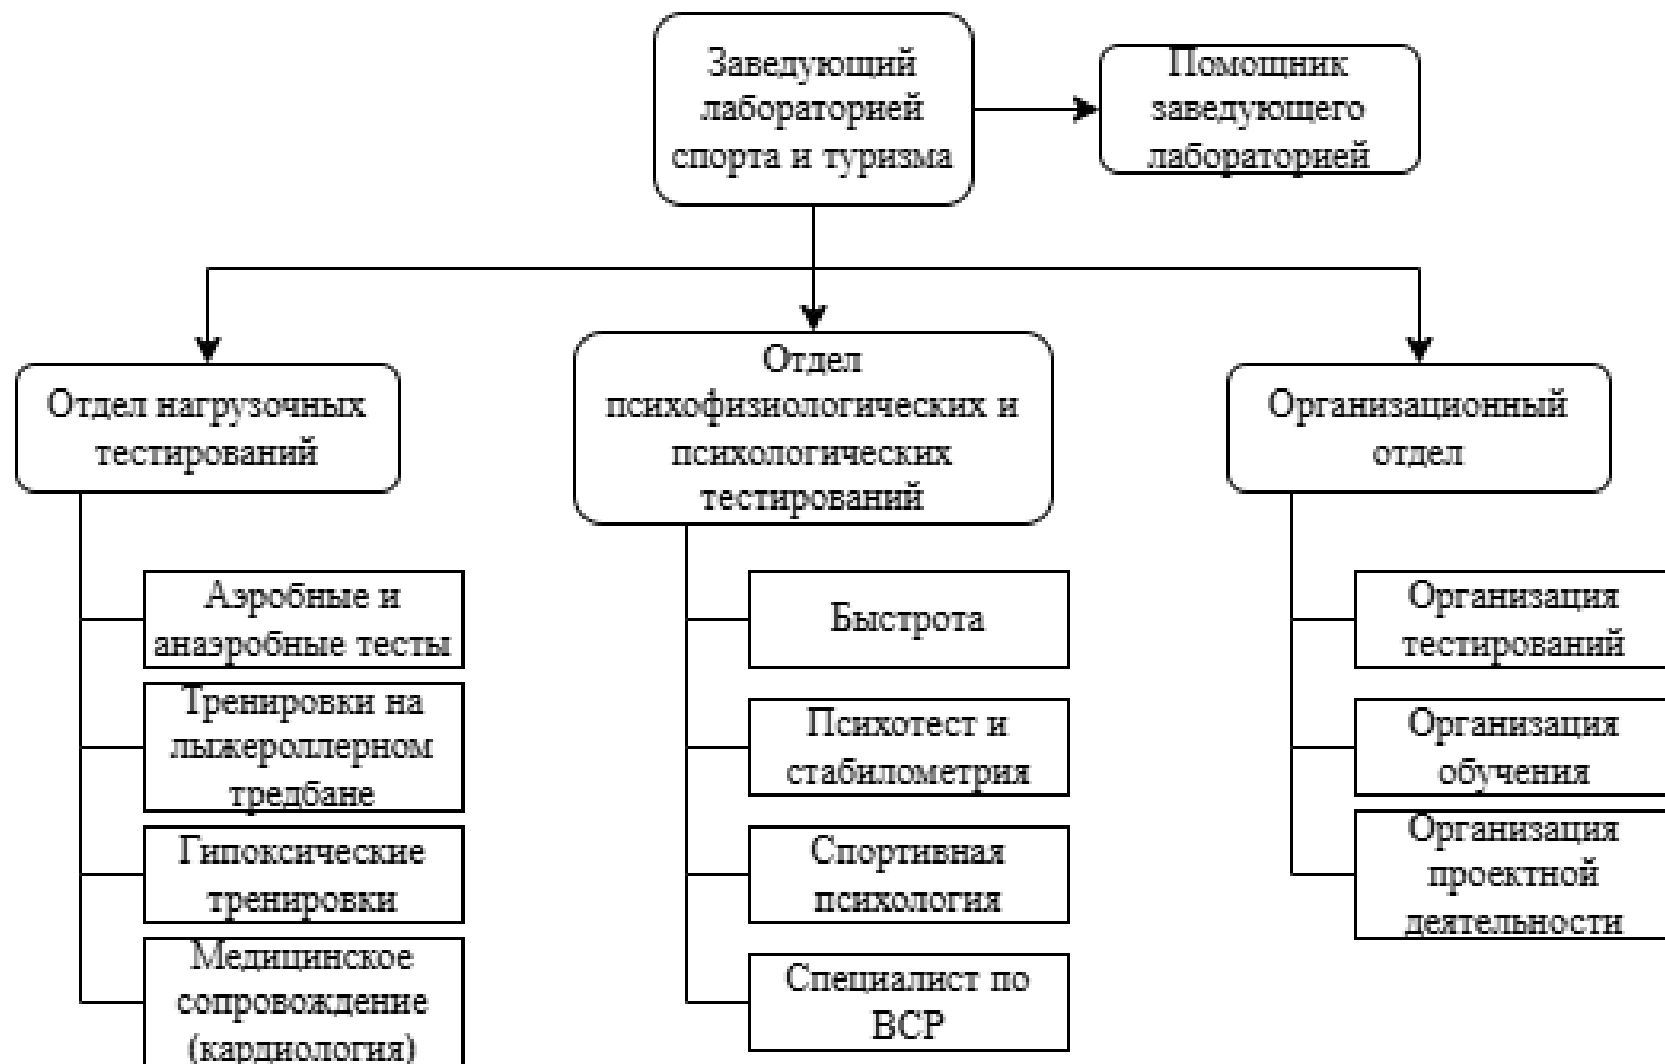 Заведующий
лабораторией
спорта и туризма
Помощник
заведующего
лабораторией
Отдел нагрузочных
тестирований
Отдел
психофизиологических и
психологических
тестирований
Организационный
отдел
Аэробные и
анаэробные тесты
Тренировки на
лыжероллерном
тредбане
Гипоксические
тренировки
Медицинское
сопровождение
(кардиология)
Быстрота
Психотест и
стабилометрия
Спортивная
психология
Специалист по
ВСР
Организация
тестирований
Организация
обучения
Организация
проектной
деятельности